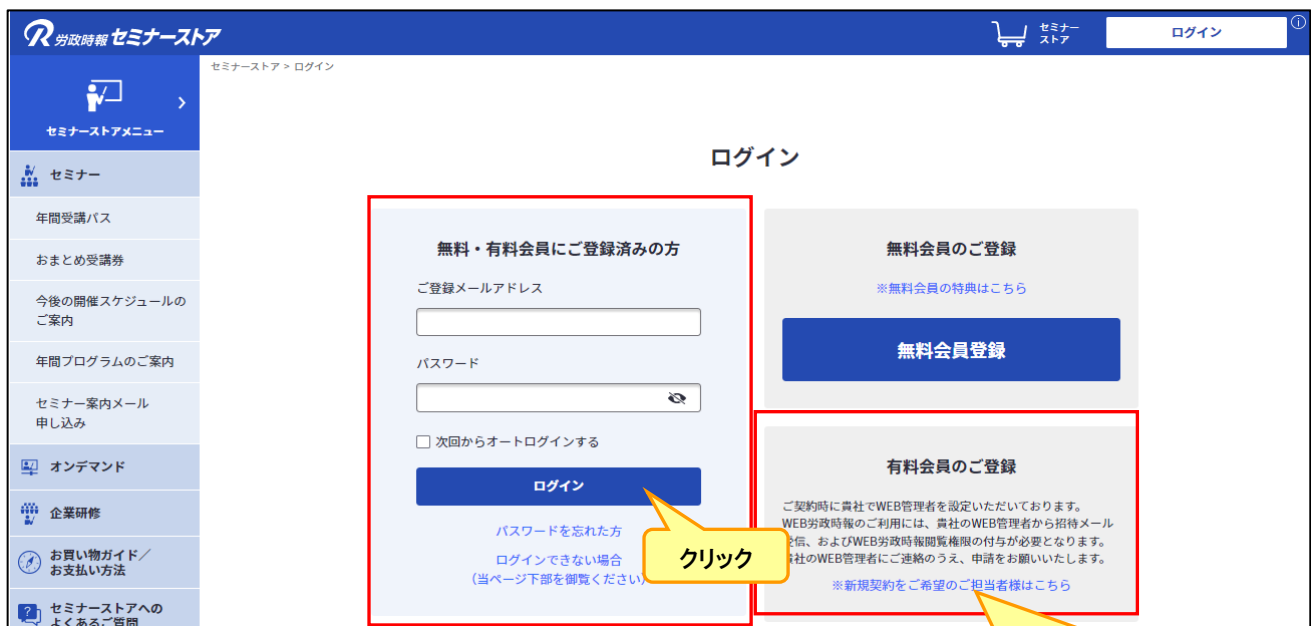 労政時報 セミナーストア
セミナー
ストア
ログイン
セミナーストアメニュー
セミナーストア > ログイン
セミナー
年間受講パス
おまとめ受講券
今後の開催スケジュールの
ご案内
年間プログラムのご案内
セミナー案内メール
申し込み
オンデマンド
企業研修
お買い物ガイド／
お支払い方法
セミナーストアへの
よくあるご質問
ログイン
無料・有料会員にご登録済みの方
ご登録メールアドレス
パスワード
次回からオートログインする
ログイン
パスワードを忘れた方
ログインできない場合
（当ページ下部を御覧ください）
クリック
無料会員のご登録
※無料会員の特典はこちら
無料会員登録
有料会員のご登録
ご契約時に貴社でWEB管理者を設定いただいております。
WEB労政時報のご利用には、貴社のWEB管理者から招待メール
受信、およびWEB労政時報閲覧権限の付与が必要となります。
貴社のWEB管理者にご連絡のうえ、申請をお願いいたします。
※新規契約をご希望のご担当者様はこちら